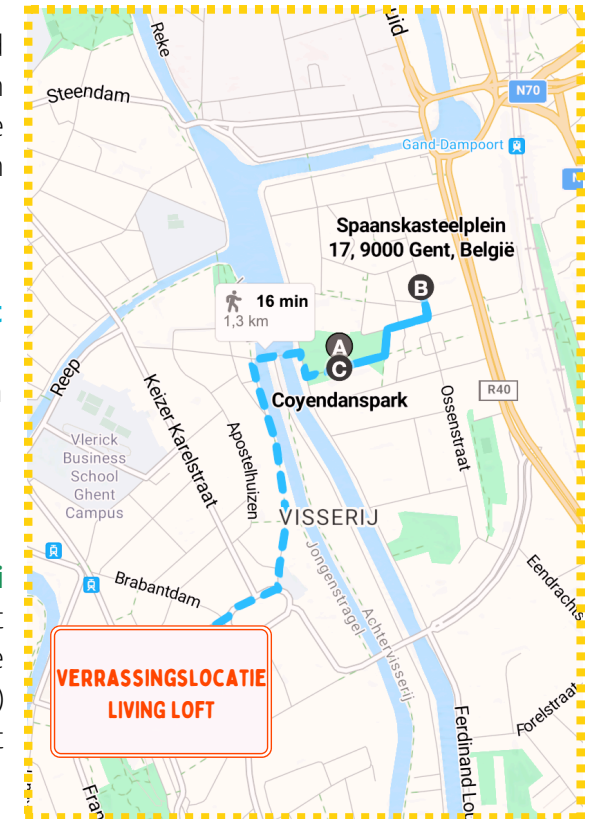 Reke
uid
Steendam
N70
Gand-Dampoort
Spaanskasteelplein
17, 9000 Gent, België
B
16 min
1,3 km
A
C
Coyendanspark
R40
Reep
Keizer Karelstraat
Apostelhuizen
Ossenstraat
Vlerick
Business
School
Ghent
Campus
VISSERIJ
Jongenstragel
Achtervisserij
Eendrachts
Brabantdam
VERRASSINGSLOCATIE
LIVING LOFT
Forelstraat
Ferdinand Lou
Fran